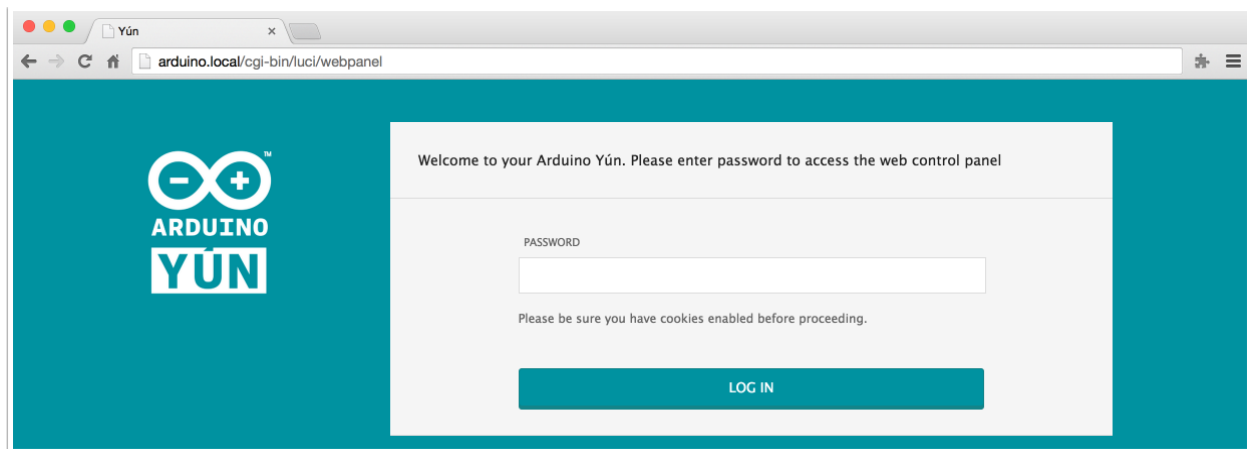 Yún
arduino.local/cgi-bin/luci/webpanel
Welcome to your Arduino Yún. Please enter password to access the web control panel
TM
ARDUINO
YÚN
PASSWORD
Please be sure you have cookies enabled before proceeding.
LOG IN